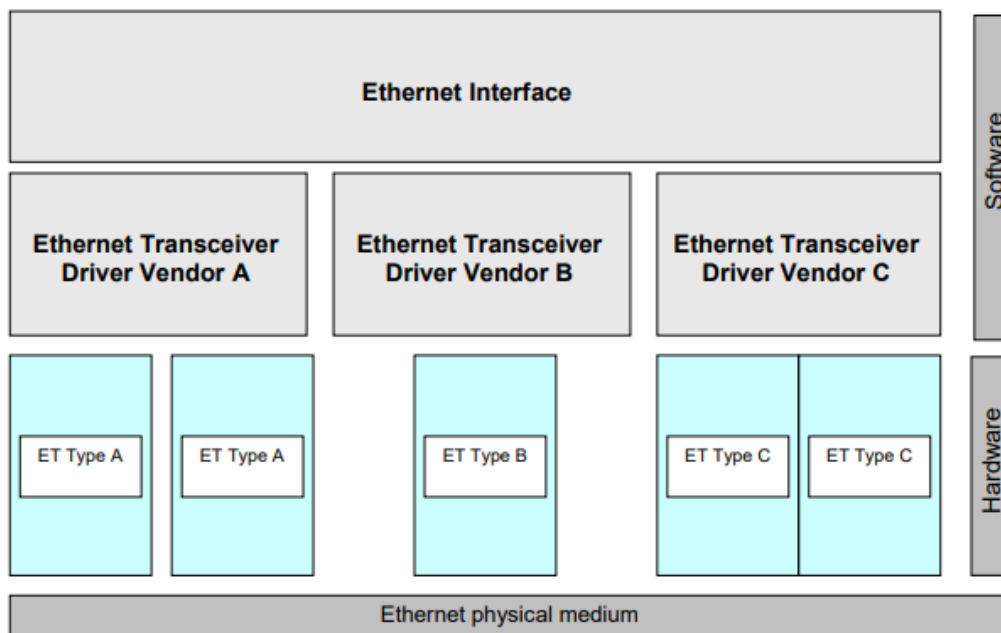 Ethernet Interface
Software
Ethernet Transceiver
Driver Vendor A
Ethernet Transceiver
Driver Vendor B
Ethernet Transceiver
Driver Vendor C
ET Type A
ET Type A
ET Type B
ET Type C
ET Type C
Hardware
Ethernet physical medium